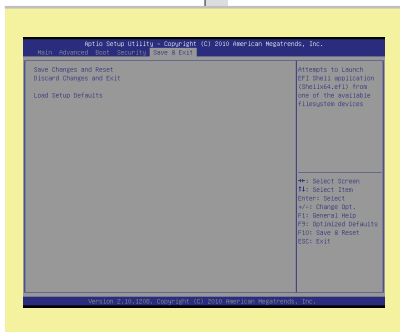 Aptio Setup Utility - Copyright (C) 2010 American Megatrends, Inc.
Main Advanced Boot Security Save & Exit
Save Changes and Reset
Discard Changes and Exit
Load Setup Defaults
Attempts to Launch
EFI Shell application
(Shellx64.efi) from
one of the available
filesystem devices
→←: Select Screen
↑↓: Select Item
Enter: Select
+/-: Change Opt.
F1: General Help
F9: Optimized Defaults
F10: Save & Reset
ESC: Exit
Version 2.10.1208. Copyright (C) 2010 American Megatrends, Inc.